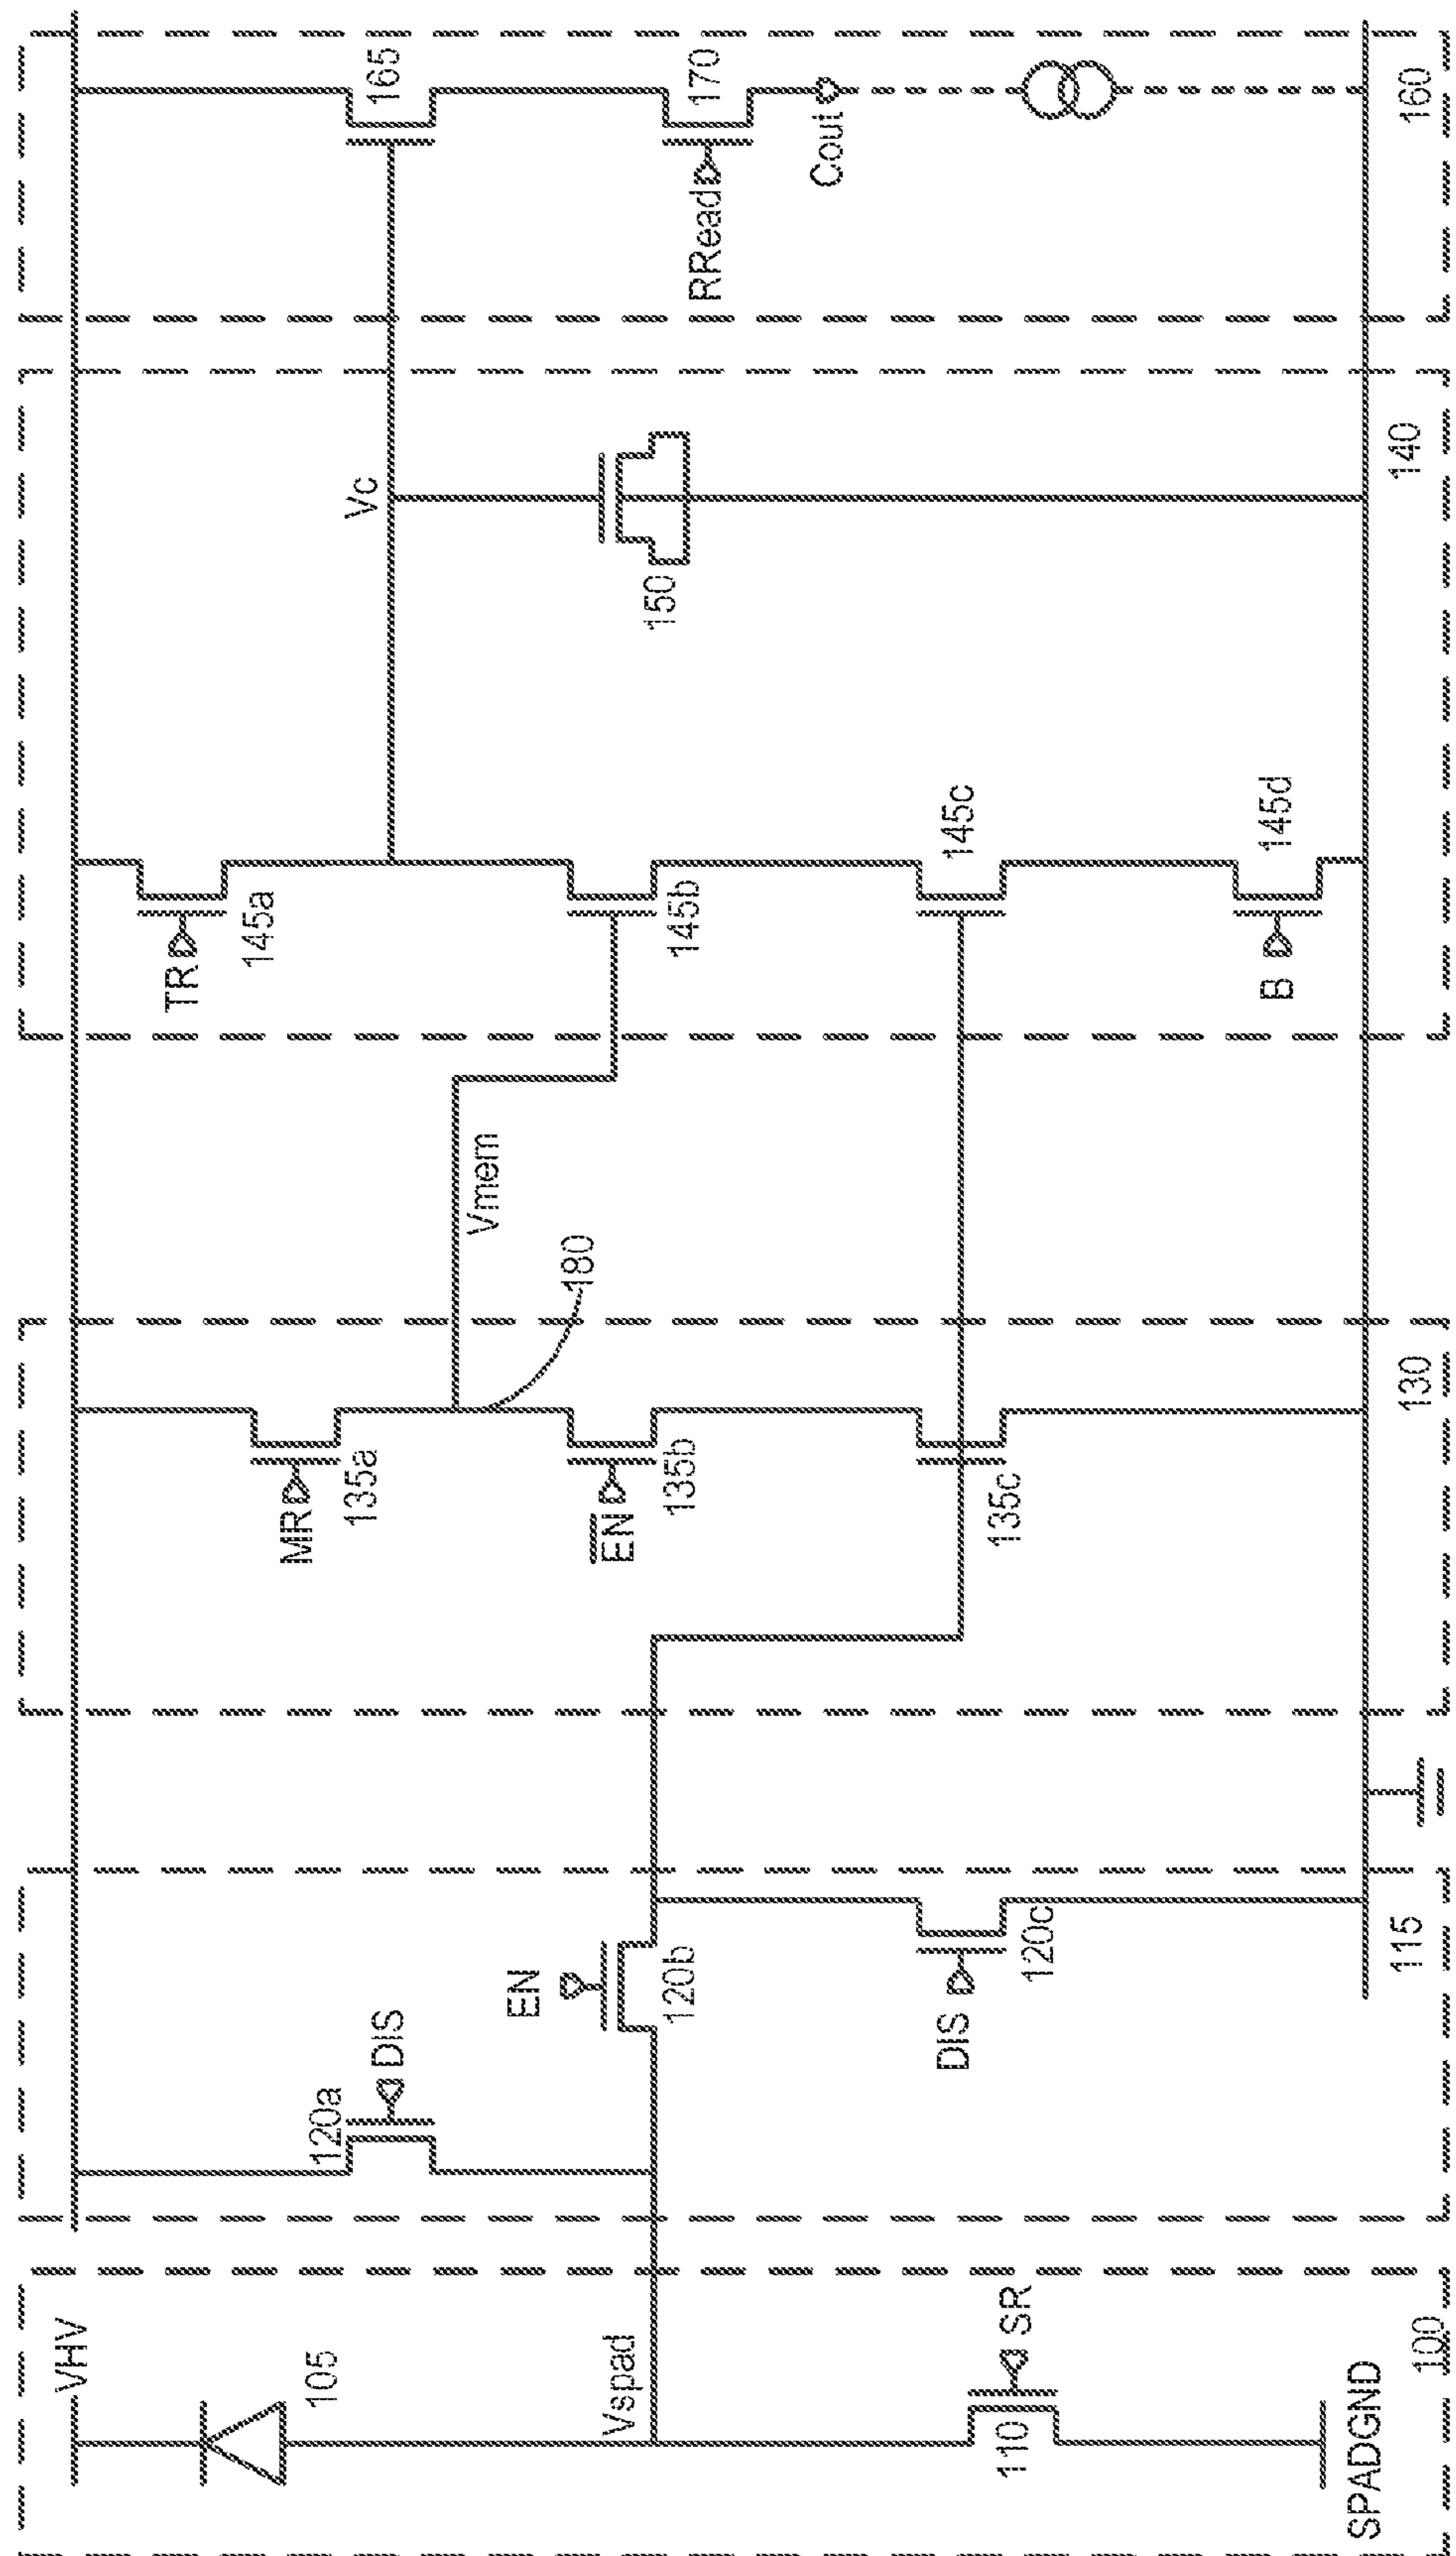 VHV
105
Vspad
110
SR
SPADGND
100
120a
DIS
EN
120b
DIS
120c
115
MR
135a
E̅N̅
135b
135c
180
130
Vmem
TR
145a
145b
145c
B
145d
Vc
150
140
165
RRead
170
Cout
160